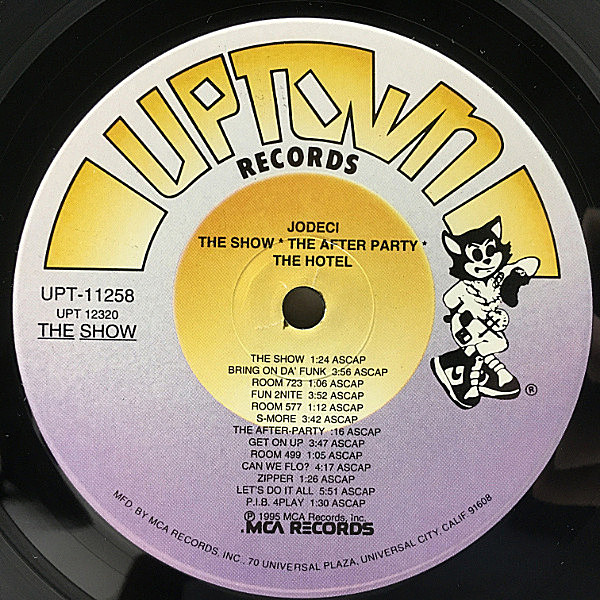 UPTOWN
RECORDS
JODECI
THE SHOW * THE AFTER PARTY *
THE HOTEL
UPT-11258
UPT 12320
THE SHOW
®
THE SHOW 1:24 ASCAP
BRING ON DA' FUNK 3:56 ASCAP
ROOM 723 1:06 ASCAP
FUN 2NITE 3:52 ASCAP
ROOM 577 1:12 ASCAP
S-MORE 3:42 ASCAP
THE AFTER-PARTY :16 ASCAP
GET ON UP 3:47 ASCAP
ROOM 499 1:05 ASCAP
CAN WE FLO? 4:17 ASCAP
ZIPPER 1:26 ASCAP
LET'S DO IT ALL 5:51 ASCAP
P.I.B. 4PLAY 1:30 ASCAP
℗ 1995 MCA Records, Inc.
.MCA RECORDS
MFD. BY MCA RECORDS, INC., 70 UNIVERSAL PLAZA, UNIVERSAL CITY, CALIF. 91608